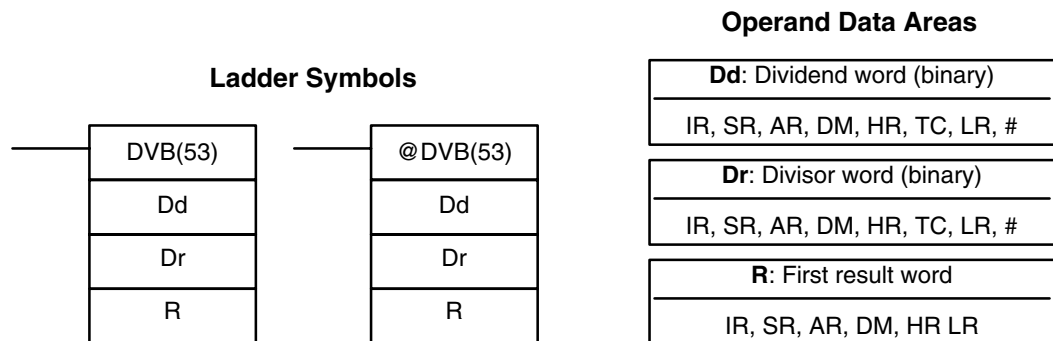 Ladder Symbols
DVB(53)
Dd
Dr
R
@DVB(53)
Dd
Dr
R
Operand Data Areas
Dd: Dividend word (binary)
IR, SR, AR, DM, HR, TC, LR, #
Dr: Divisor word (binary)
IR, SR, AR, DM, HR, TC, LR, #
R: First result word
IR, SR, AR, DM, HR LR